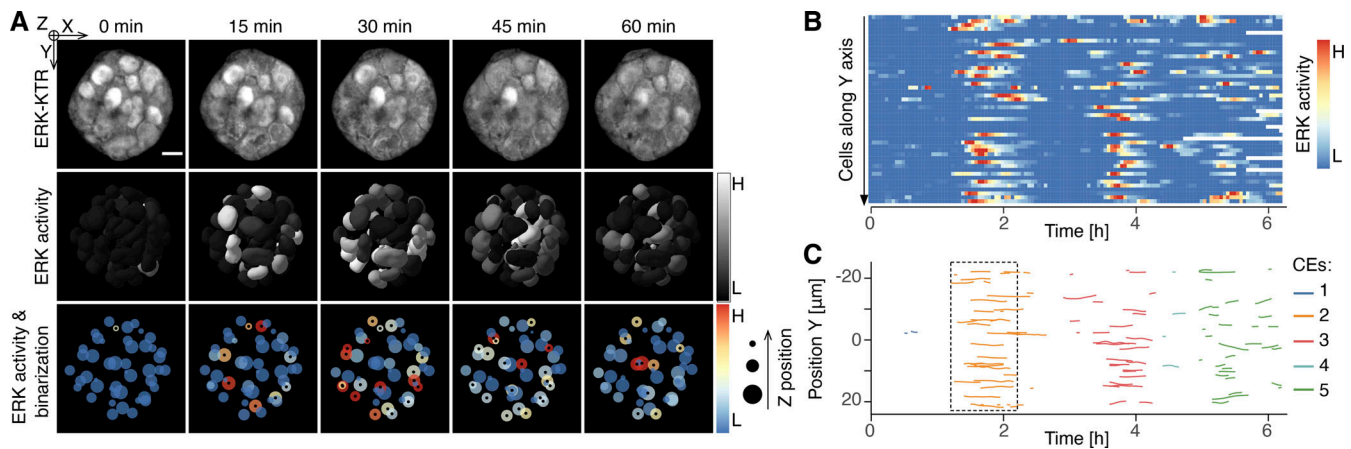 A
Z
X
Y
0 min
15 min
30 min
45 min
60 min
ERK-KTR
ERK activity
H
L
ERK activity &
binarization
H
L
Z position
B
Cells along Y axis
0
2
4
6
Time [h]
H
L
ERK activity
C
Position Y [µm]
-20
0
20
0
2
4
6
Time [h]
CEs:
1
2
3
4
5